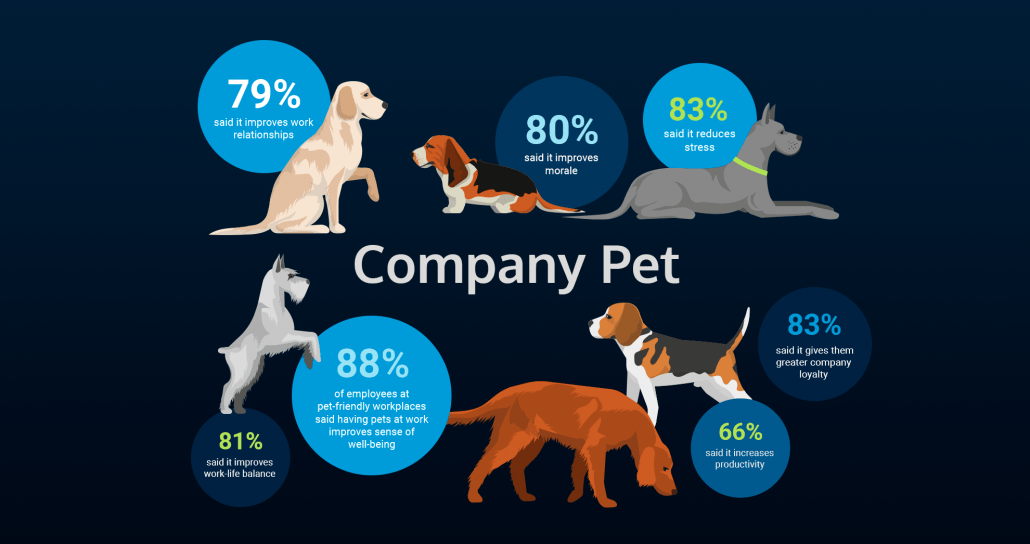 79%
said it improves work
relationships
80%
said it improves
morale
83%
said it reduces
stress
Company Pet
88%
of employees at
pet-friendly workplaces
said having pets at work
improves sense of
well-being
83%
said it gives them
greater company
loyalty
81%
said it improves
work-life balance
66%
said it increases
productivity